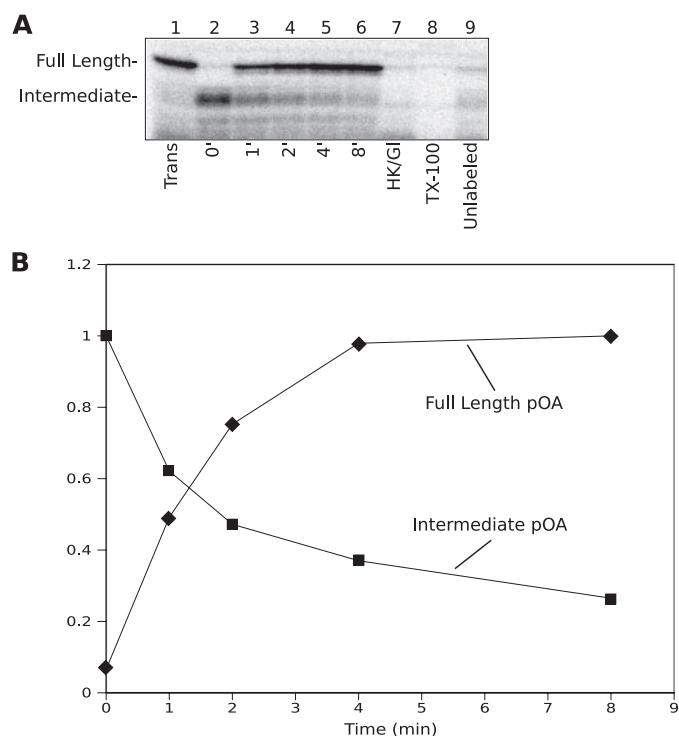 A
1 2 3 4 5 6 7 8 9
Full Length-
Intermediate-
Trans 0' 1' 2' 4' 8' HK/Gl TX-100 Unlabeled
B
1.2
1
0.8
0.6
0.4
0.2
0
Full Length pOA
Intermediate pOA
0 1 2 3 4 5 6 7 8 9
Time (min)